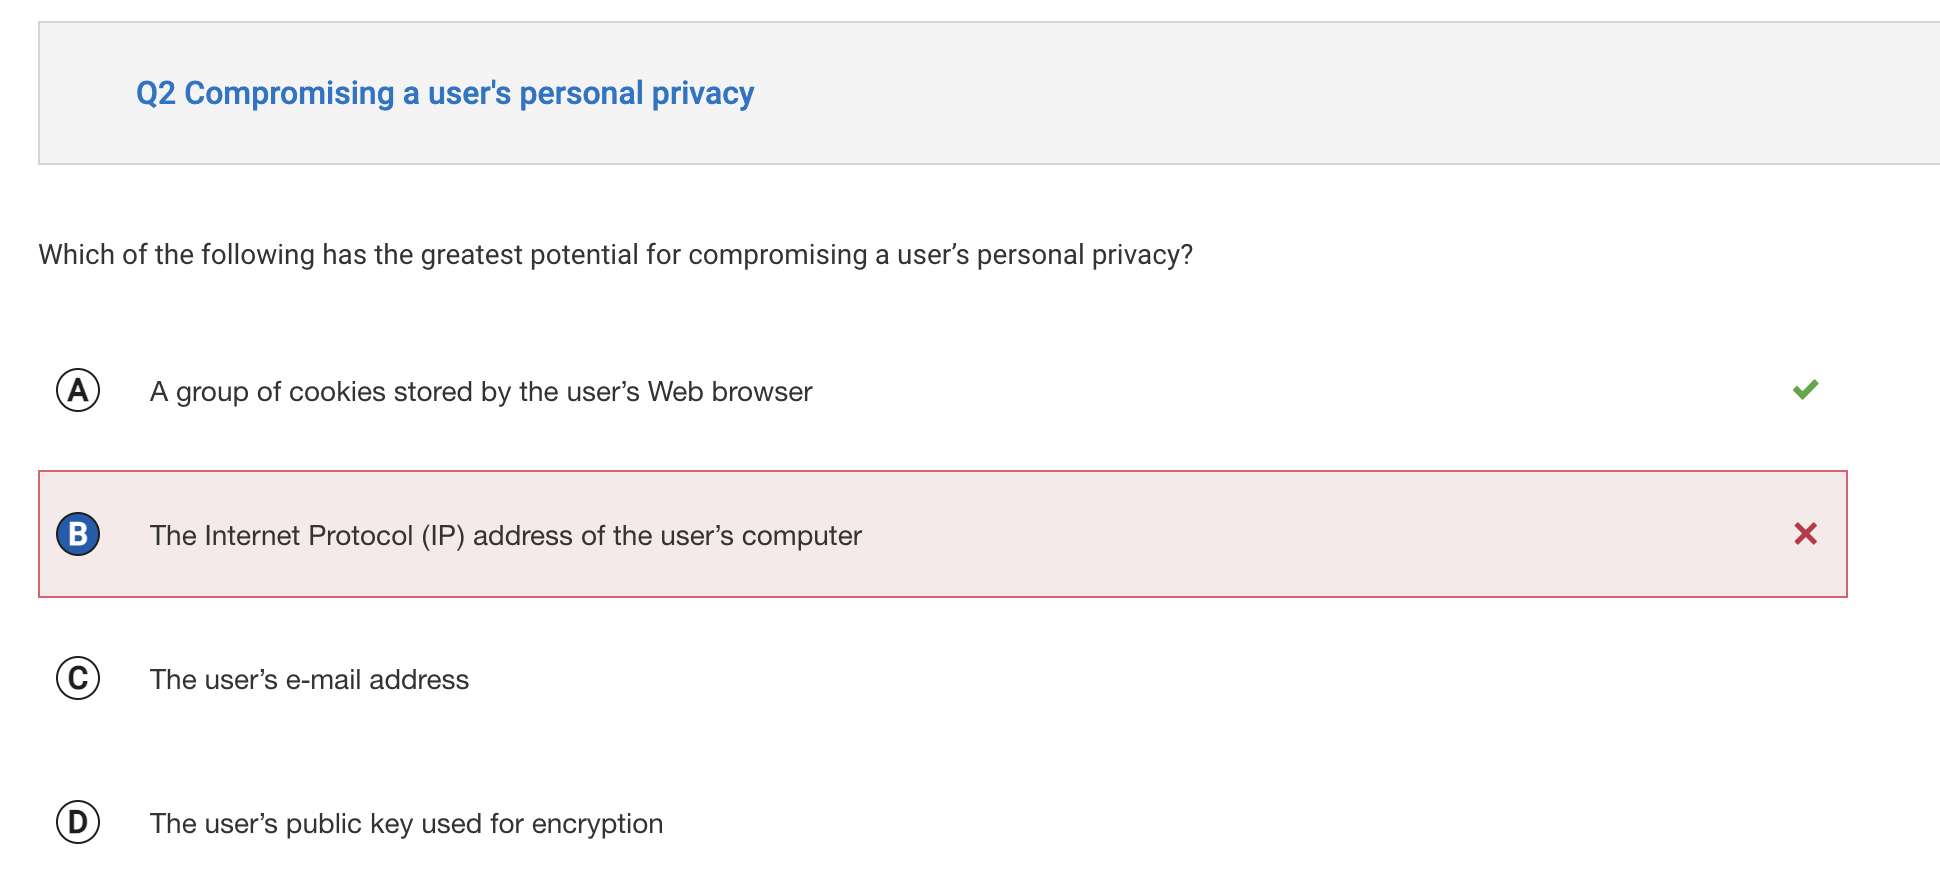 Q2 Compromising a user's personal privacy
Which of the following has the greatest potential for compromising a user’s personal privacy?
A A group of cookies stored by the user’s Web browser
B The Internet Protocol (IP) address of the user’s computer
C The user’s e-mail address
D The user’s public key used for encryption